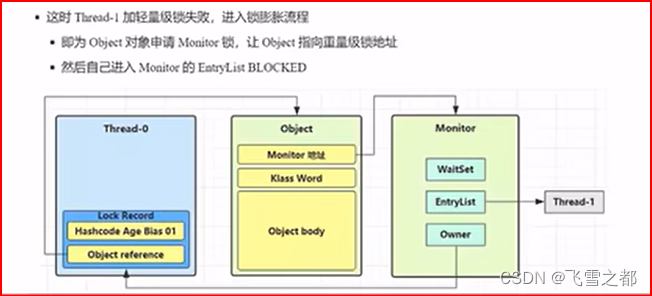 这时 Thread-1 加轻量级锁失败，进入锁膨胀流程
即为 Object 对象申请 Monitor 锁，让 Object 指向重量级锁地址
然后自己进入 Monitor 的 EntryList BLOCKED
Thread-0
Lock Record
Hashcode Age Bias 01
Object reference
Object
Monitor 地址
Klass Word
Object body
Monitor
WaitSet
EntryList
Owner
Thread-1
CSDN @飞雪之都